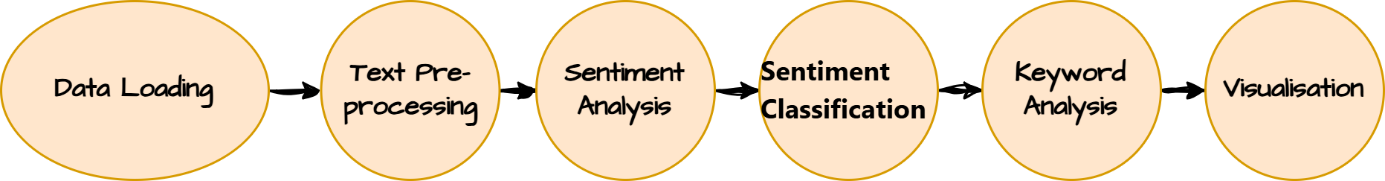 Data Loading
Text Pre-
processing
Sentiment
Analysis
Sentiment
Classification
Keyword
Analysis
Visualisation